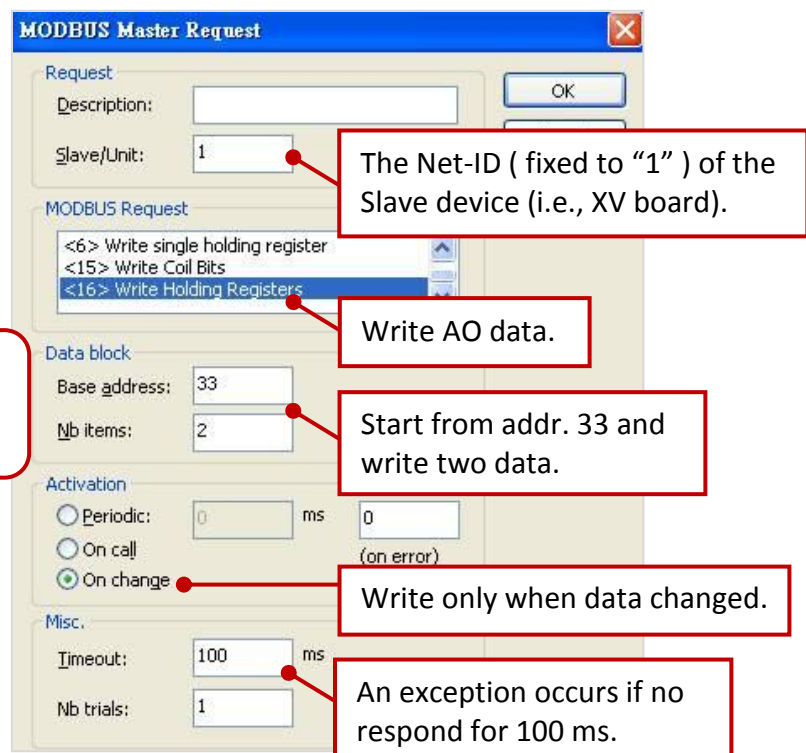 MODBUS Master Request
Request
Description:
OK
Slave/Unit:
1
The Net-ID ( fixed to “1” ) of the
Slave device (i.e., XV board).
MODBUS Request
<6> Write single holding register
<15> Write Coil Bits
<16> Write Holding Registers
Write AO data.
Data block
Base address:
33
Nb items:
2
Start from addr. 33 and
write two data.
Activation
Periodic:
0
ms
0
On call
(on error)
On change
Write only when data changed.
Misc.
Timeout:
100
ms
Nb trials:
1
An exception occurs if no
respond for 100 ms.